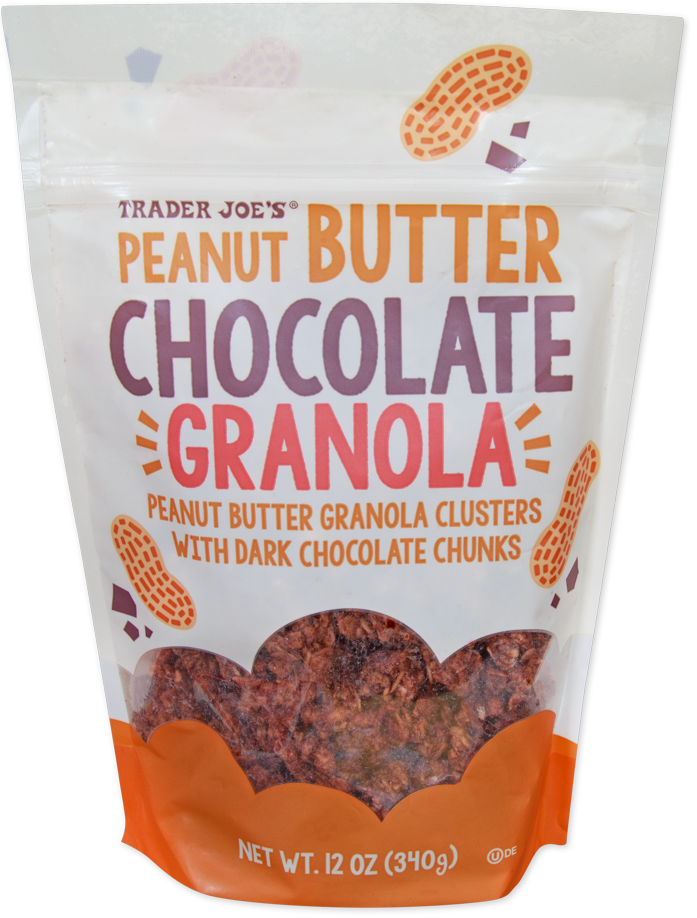 TRADER JOE'S®
PEANUT BUTTER
CHOCOLATE
GRANOLA
PEANUT BUTTER GRANOLA CLUSTERS
WITH DARK CHOCOLATE CHUNKS
NET WT. 12 OZ (340g)
U DE